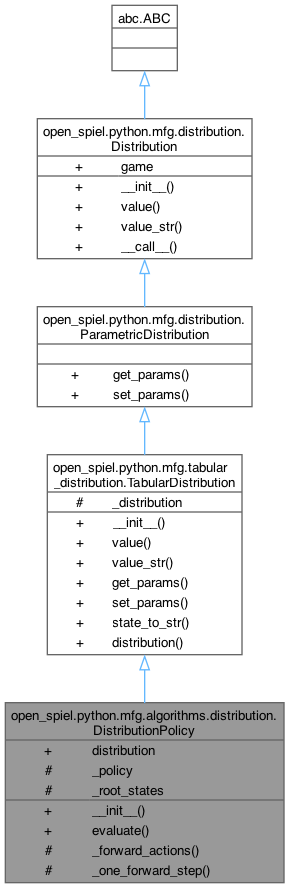 abc.ABC
open_spiel.python.mfg.distribution.
Distribution
+ game
+ __init__()
+ value()
+ value_str()
+ __call__()
open_spiel.python.mfg.distribution.
ParametricDistribution
+ get_params()
+ set_params()
open_spiel.python.mfg.tabular
_distribution.TabularDistribution
# _distribution
+ __init__()
+ value()
+ value_str()
+ get_params()
+ set_params()
+ state_to_str()
+ distribution()
open_spiel.python.mfg.algorithms.distribution.
DistributionPolicy
+ distribution
# _policy
# _root_states
+ __init__()
+ evaluate()
# _forward_actions()
# _one_forward_step()